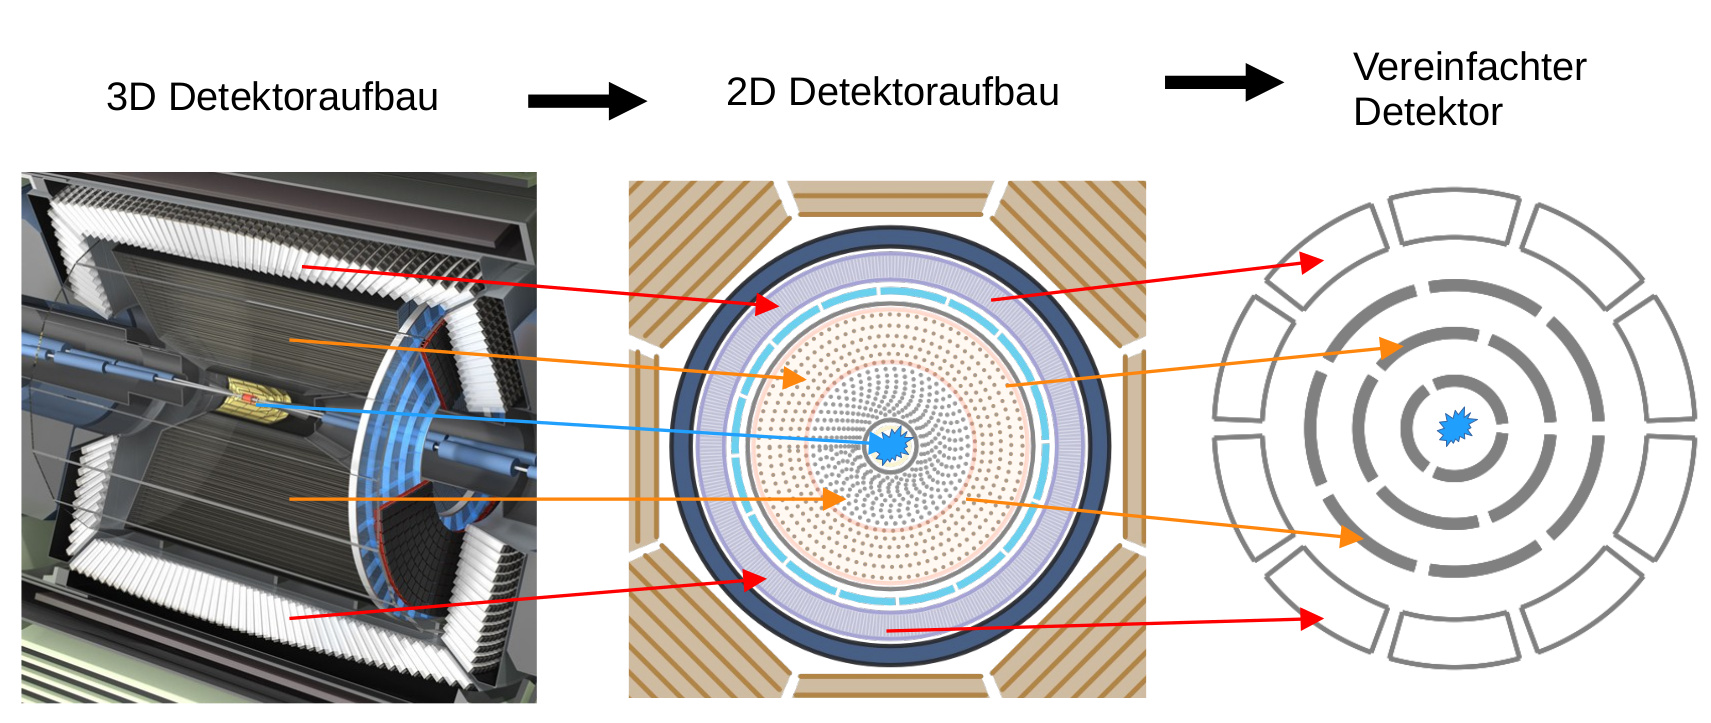 3D Detektoraufbau
2D Detektoraufbau
Vereinfachter
Detektor